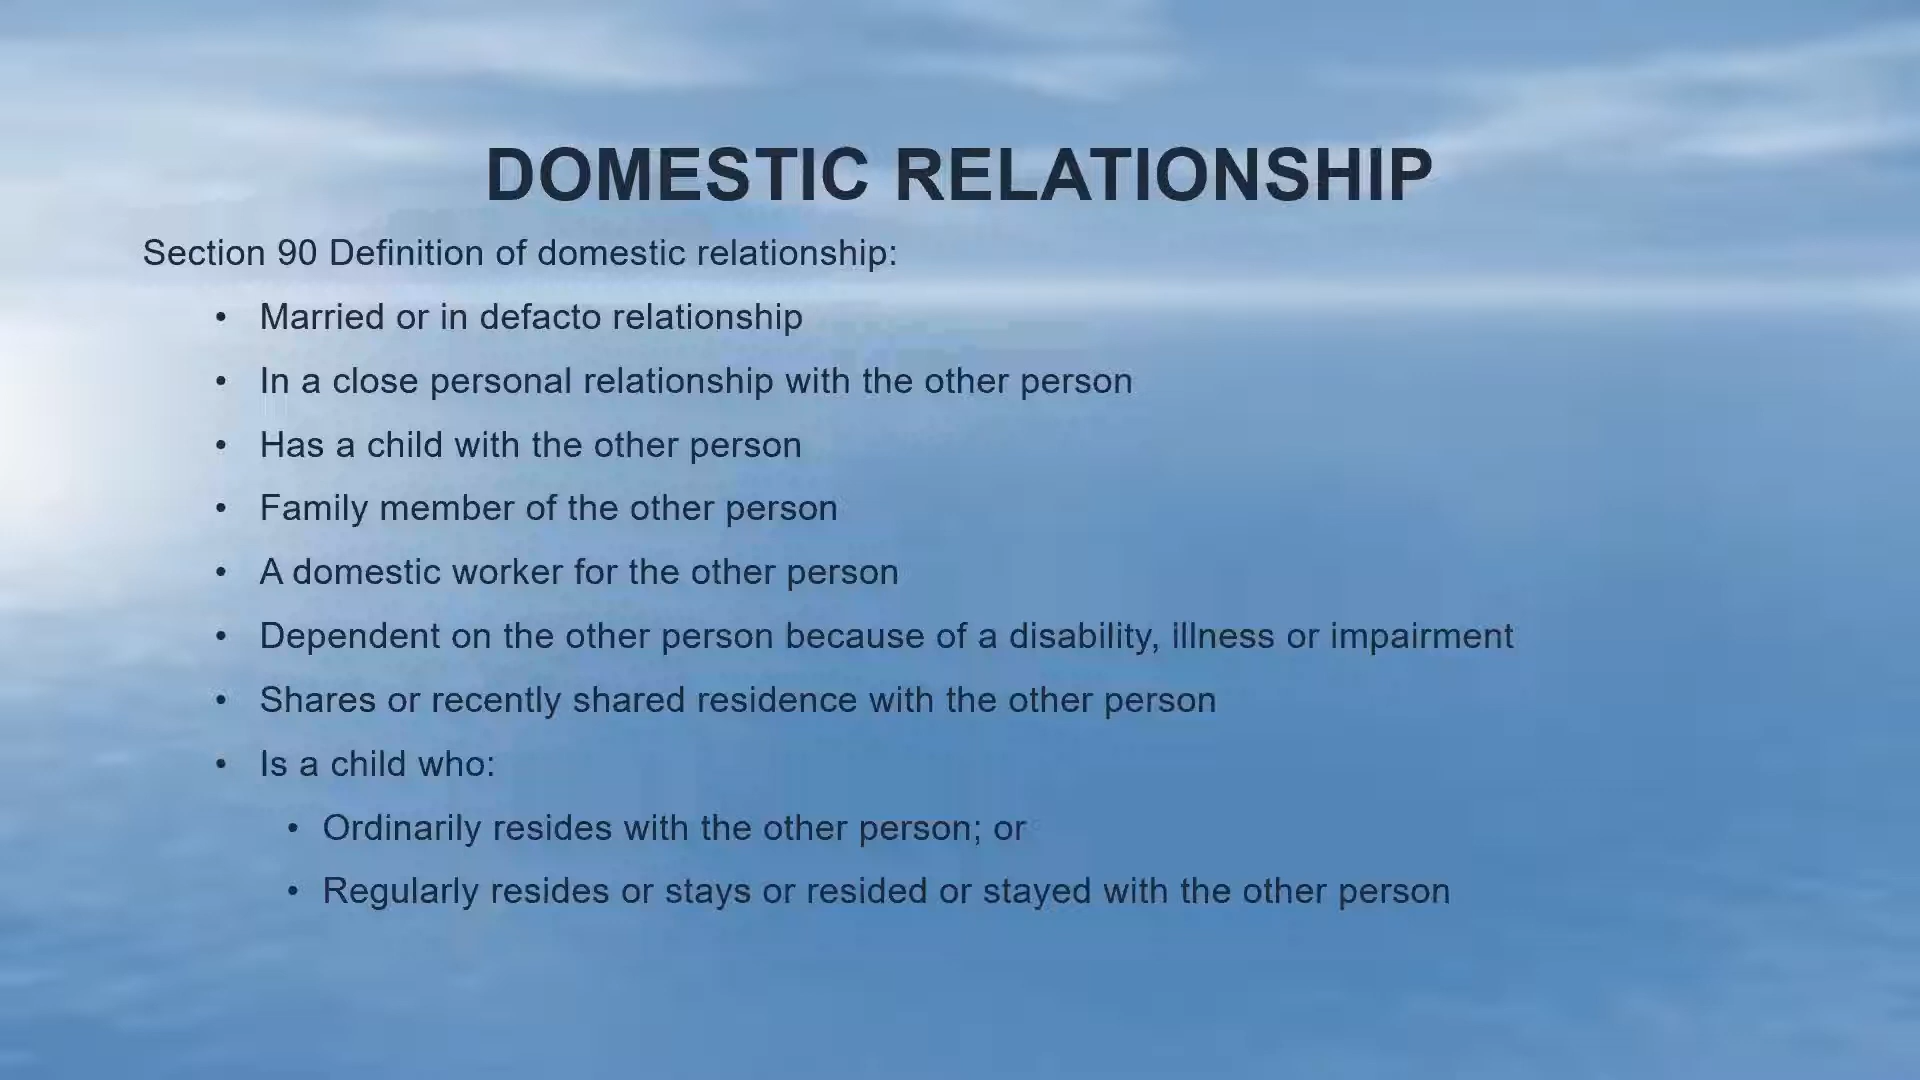 DOMESTIC RELATIONSHIP
Section 90 Definition of domestic relationship:
• Married or in defacto relationship
• In a close personal relationship with the other person
• Has a child with the other person
• Family member of the other person
• A domestic worker for the other person
• Dependent on the other person because of a disability, illness or impairment
• Shares or recently shared residence with the other person
• Is a child who:
• Ordinarily resides with the other person; or
• Regularly resides or stays or resided or stayed with the other person